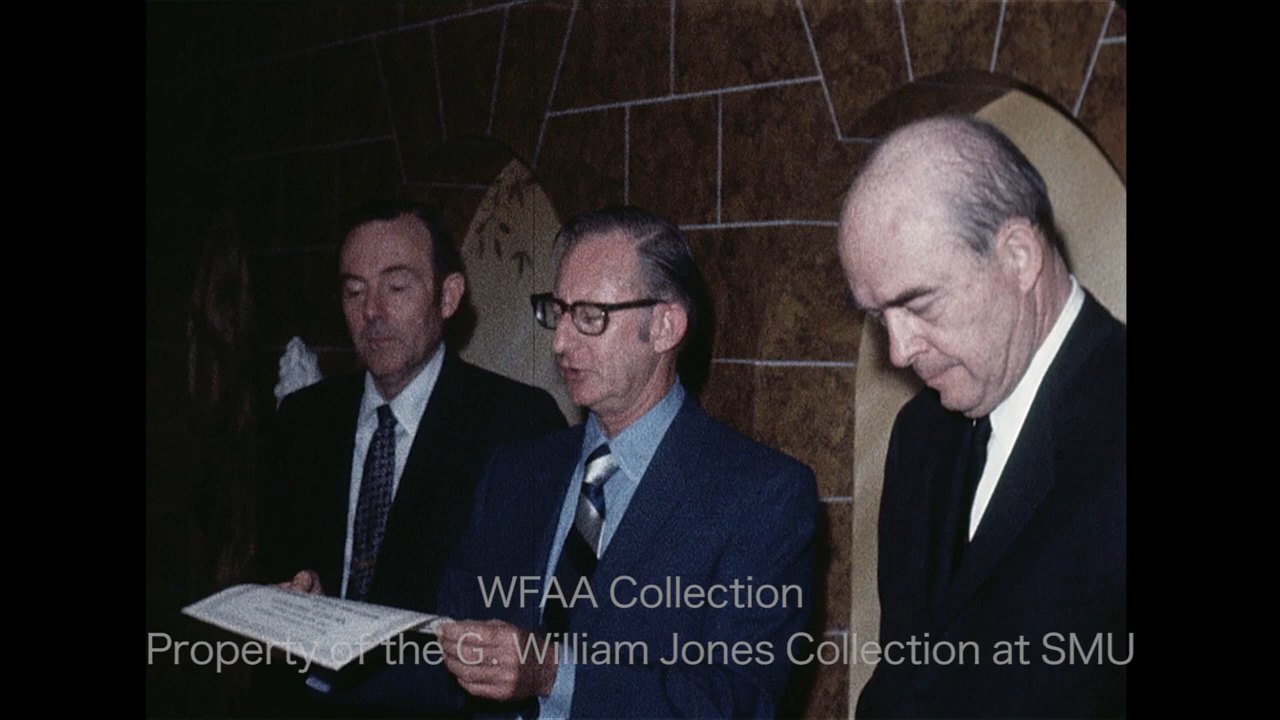 WFAA Collection
Property of the G. William Jones Collection at SMU